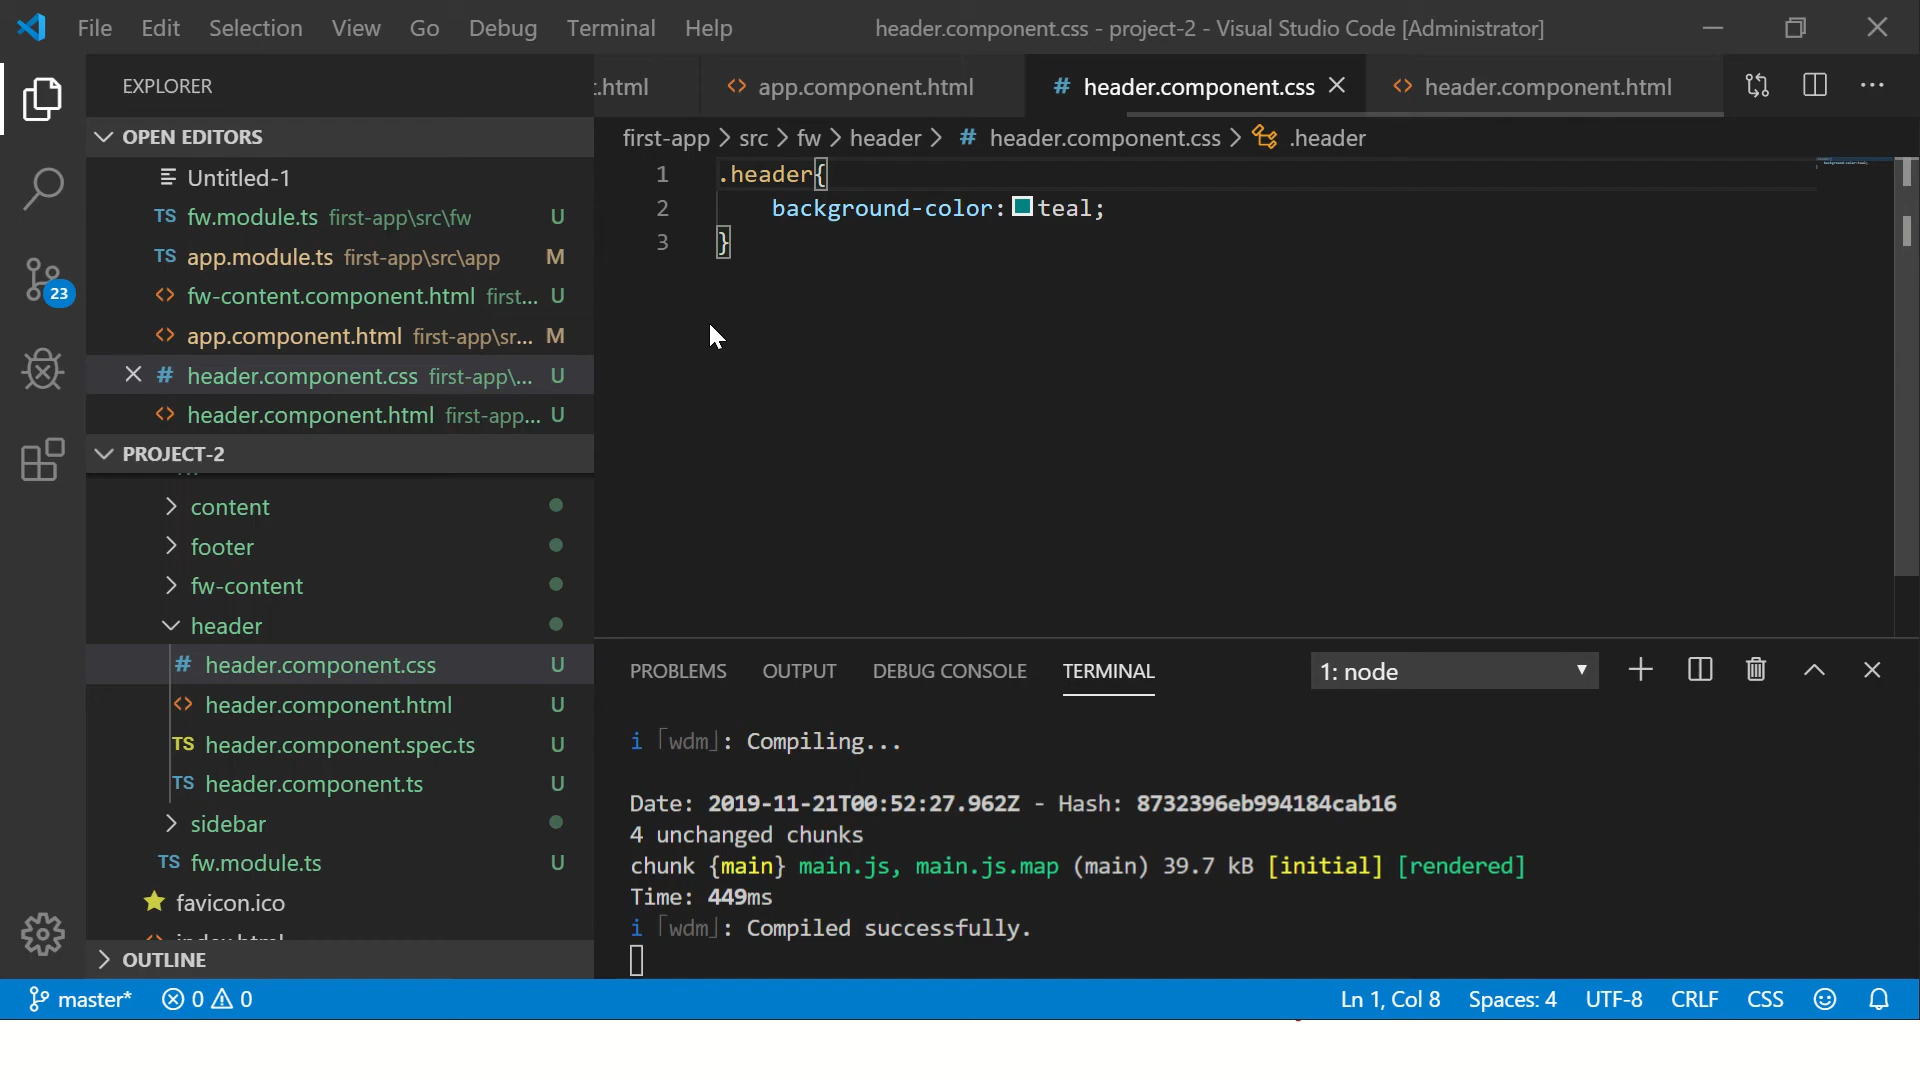 File Edit Selection View Go Debug Terminal Help header.component.css - project-2 - Visual Studio Code [Administrator]
EXPLORER
t.html <> app.component.html # header.component.css <> header.component.html
OPEN EDITORS
first-app > src > fw > header > # header.component.css > .header
Untitled-1
TS fw.module.ts first-app\src\fw U
TS app.module.ts first-app\src\app M
<> fw-content.component.html first... U
<> app.component.html first-app\sr... M
# header.component.css first-app\... U
<> header.component.html first-app... U
1 .header{
2 background-color: teal;
3 }
23
PROJECT-2
content
footer
fw-content
header
# header.component.css U
<> header.component.html U
TS header.component.spec.ts U
TS header.component.ts U
sidebar
TS fw.module.ts U
favicon.ico
index.html
OUTLINE
PROBLEMS OUTPUT DEBUG CONSOLE TERMINAL 1: node
i ｢wdm｣: Compiling...
Date: 2019-11-21T00:52:27.962Z - Hash: 8732396eb994184cab16
4 unchanged chunks
chunk {main} main.js, main.js.map (main) 39.7 kB [initial] [rendered]
Time: 449ms
i ｢wdm｣: Compiled successfully.
master* 0 0 Ln 1, Col 8 Spaces: 4 UTF-8 CRLF CSS